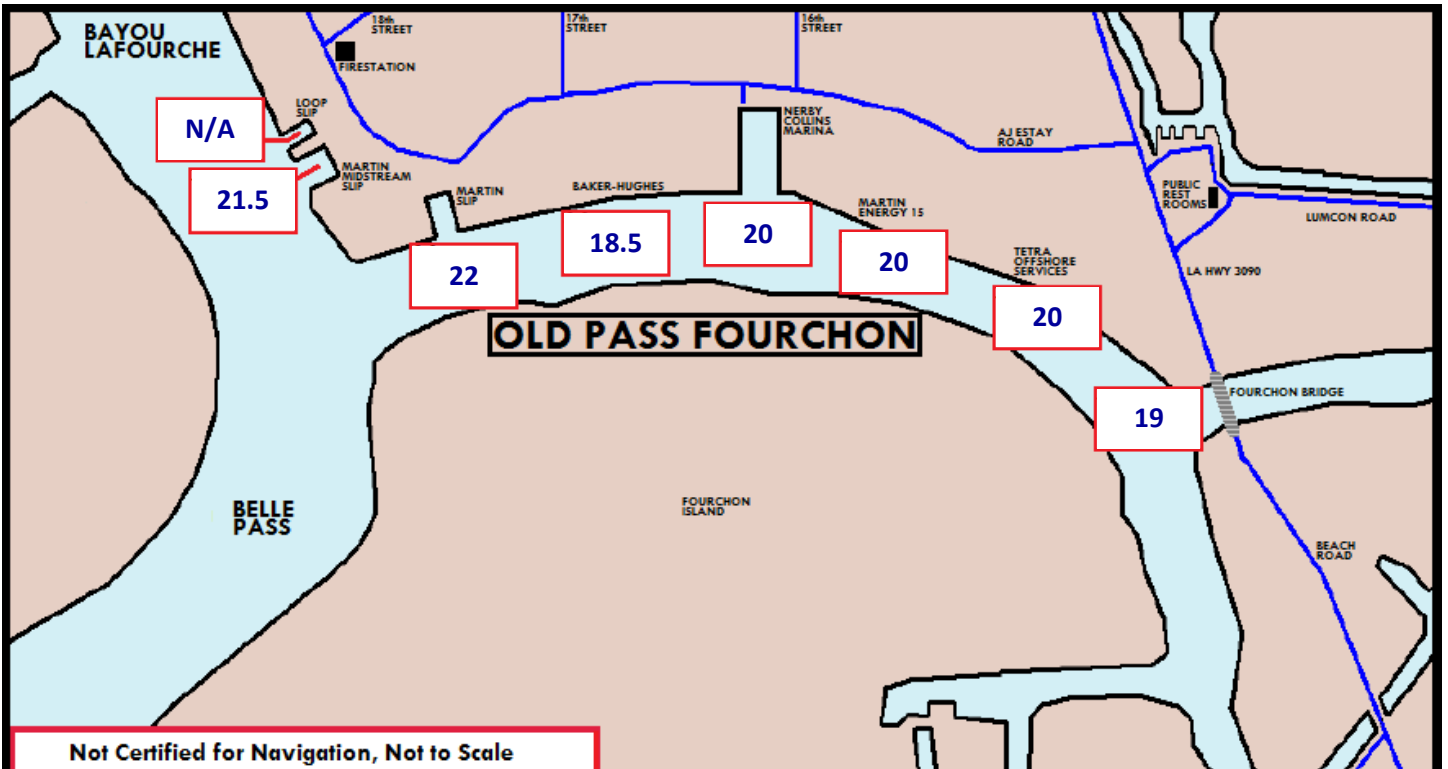 BAYOU
LAFOURCHE
18th
STREET
17th
STREET
16th
STREET
FIRESTATION
LOOP
SLIP
N/A
NERBY
COLLINS
MARINA
AJ ESTAY
ROAD
MARTIN
MIDSTREAM
SLIP
21.5
MARTIN
SLIP
BAKER-HUGHES
MARTIN
ENERGY 15
PUBLIC
REST
ROOMS
LUMCON ROAD
22
18.5
20
20
TETRA
OFFSHORE
SERVICES
20
LA HWY 3090
OLD PASS FOURCHON
19
FOURCHON BRIDGE
BELLE
PASS
FOURCHON
ISLAND
BEACH
ROAD
Not Certified for Navigation, Not to Scale